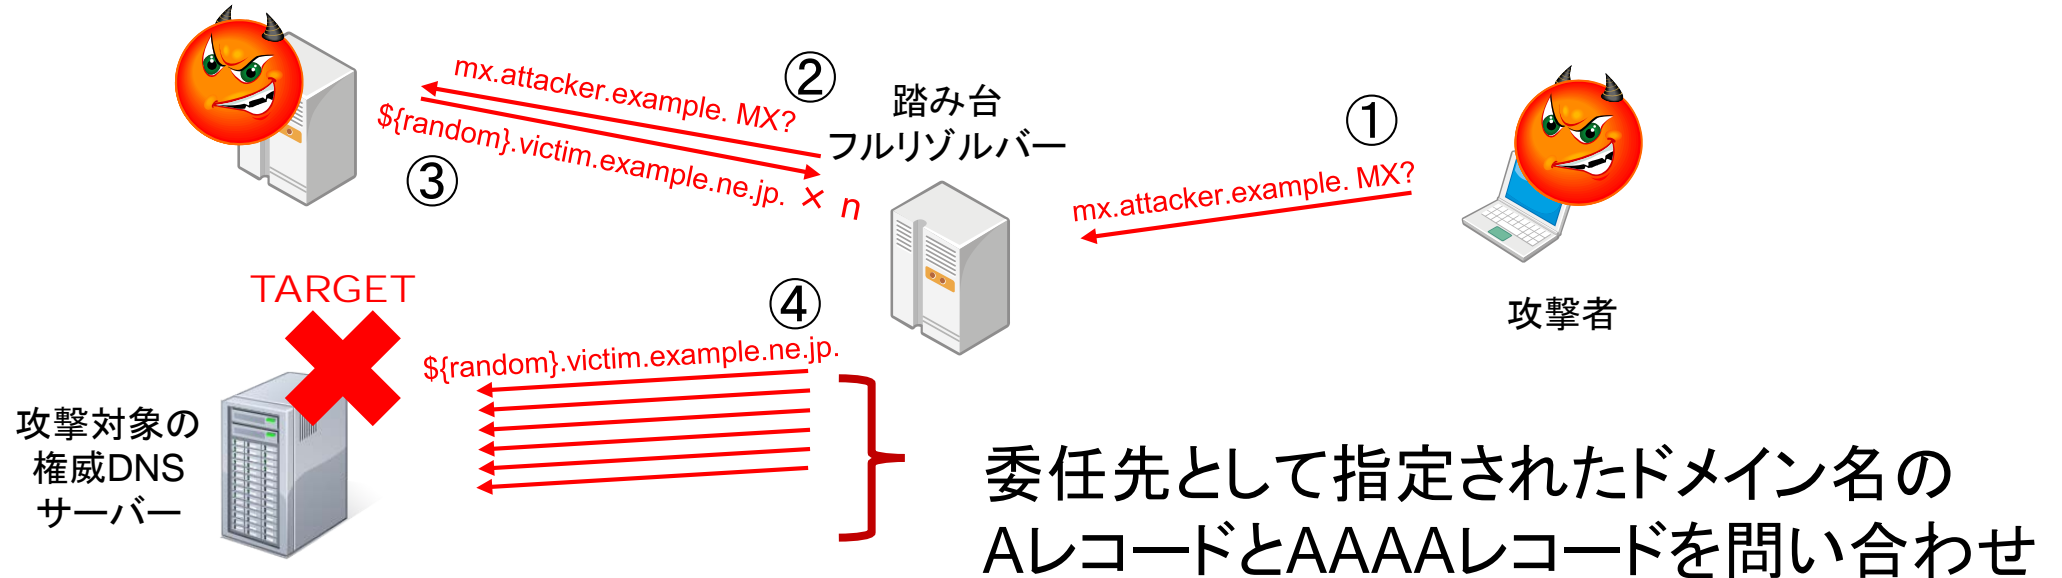 ②
mx.attacker.example. MX?
${random}.victim.example.ne.jp. × n
③
踏み台
フルリゾルバー
①
mx.attacker.example. MX?
攻撃者
TARGET
④
${random}.victim.example.ne.jp.
攻撃対象の
権威DNS
サーバー
委任先として指定されたドメイン名の
AレコードとAAAAレコードを問い合わせ